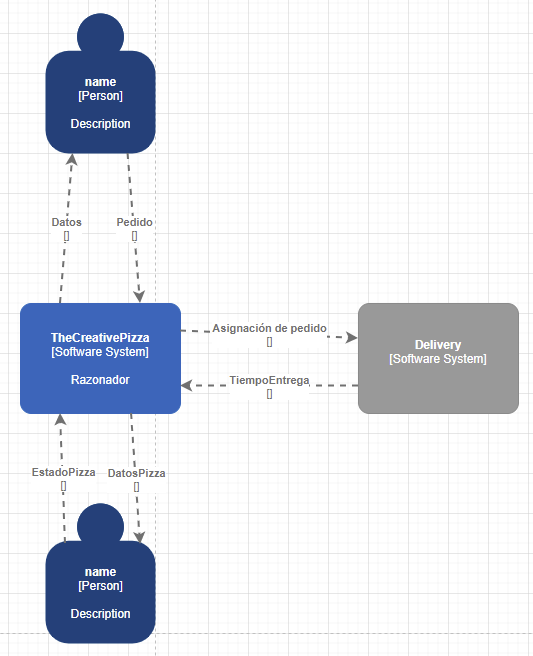 name
[Person]
Description
Datos
[]
Pedido
[]
TheCreativePizza
[Software System]
Razonador
Asignación de pedido
[]
TiempoEntrega
[]
Delivery
[Software System]
EstadoPizza
[]
DatosPizza
[]
name
[Person]
Description